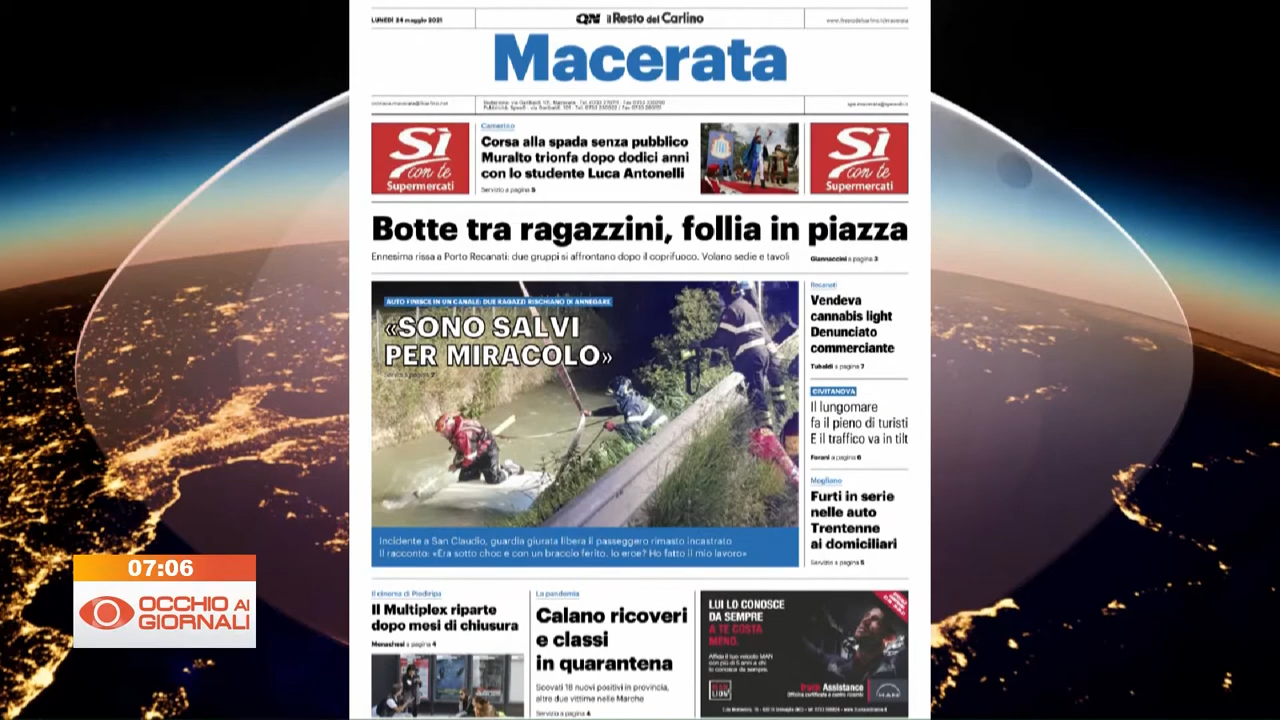 LUNEDÌ 24 maggio 2021
QN il Resto del Carlino
Macerata
Camerino
Corsa alla spada senza pubblico
Muralto trionfa dopo dodici anni
con lo studente Luca Antonelli
Servizio a pagina 5
Sì
con te
Supermercati
Sì
con te
Supermercati
Botte tra ragazzini, follia in piazza
Ennesima rissa a Porto Recanati: due gruppi si affrontano dopo il coprifuoco. Volano sedie e tavoli
Giannaccini a pagina 3
AUTO FINISCE IN UN CANALE: DUE RAGAZZI RISCHIANO DI ANNEGARE
«SONO SALVI
PER MIRACOLO»
Incidente a San Claudio, guardia giurata libera il passeggero rimasto incastrato
Il racconto: «Era sotto choc e con un braccio ferito. Io eroe? Ho fatto il mio lavoro»
Recanati
Vendeva
cannabis light
Denunciato
commerciante
Tubaldi a pagina 7
CIVITANOVA
Il lungomare
fa il pieno di turisti
E il traffico va in tilt
a pagina 6
Mogliano
Furti in serie
nelle auto
Trentenne
ai domiciliari
Servizio a pagina 5
Il cinema di Piediripa
Il Multiplex riparte
dopo mesi di chiusura
a pagina 4
La pandemia
Calano ricoveri
e classi
in quarantena
Scovati 18 nuovi positivi in provincia,
altre due vittime nelle Marche
Servizio a pagina 4
LUI LO CONOSCE
DA SEMPRE
A TE COSTA
MENO.
Truck Assistance
MAN
07:06
OCCHIO AI
GIORNALI